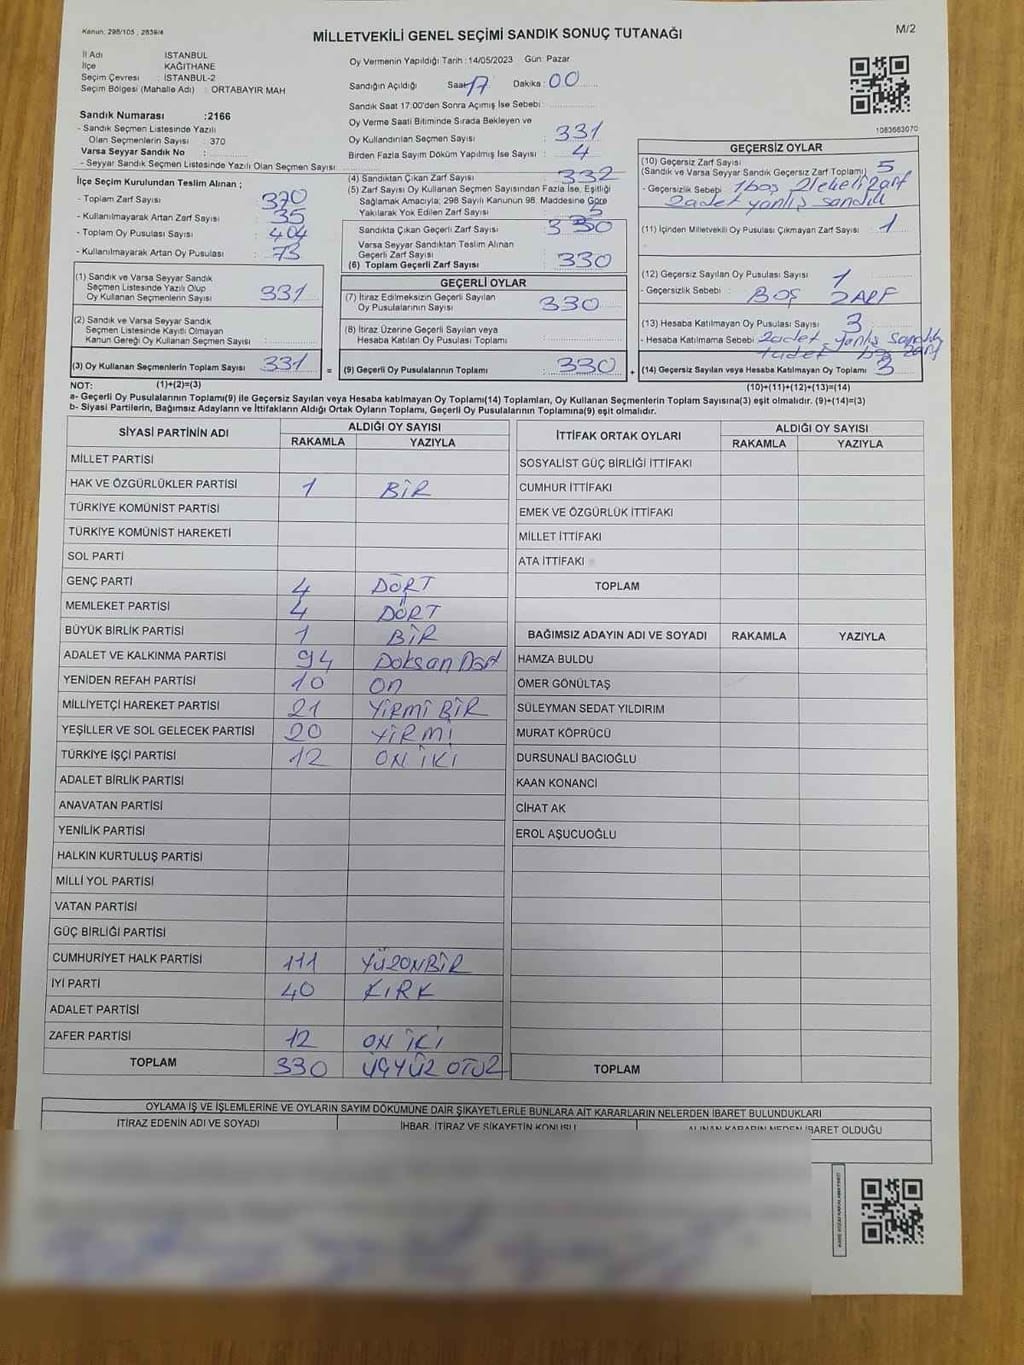 Kanun: 298/105 , 2839/4
MİLLETVEKİLİ GENEL SEÇİMİ SANDIK SONUÇ TUTANAĞI
M/2
İl Adı : İSTANBUL
İlçe : KAĞITHANE
Seçim Çevresi : İSTANBUL-2
Seçim Bölgesi (Mahalle Adı) : ORTABAYIR MAH
Sandık Numarası :2166
- Sandık Seçmen Listesinde Yazılı
Olan Seçmenlerin Sayısı : 370
Varsa Seyyar Sandık No :
- Seyyar Sandık Seçmen Listesinde Yazılı Olan Seçmen Sayısı
Oy Vermenin Yapıldığı Tarih : 14/05/2023 Gün: Pazar
Sandığın Açıldığı Saat: 17 Dakika: 00
Sandık Saat 17:00'den Sonra Açımış İse Sebebi:
Oy Verme Saati Bitiminde Sırada Bekleyen ve
Oy Kullandırılan Seçmen Sayısı : 331
Birden Fazla Sayım Döküm Yapılmış İse Sayısı : 4
1083683070
İlçe Seçim Kurulundan Teslim Alınan ;
- Toplam Zarf Sayısı : 370
- Kullanılmayarak Artan Zarf Sayısı : 35
- Toplam Oy Pusulası Sayısı : 404
- Kullanılmayarak Artan Oy Pusulası : 73
(1) Sandık ve Varsa Seyyar Sandık
Seçmen Listesinde Yazılı Olup
Oy Kullanan Seçmenlerin Sayısı : 331
(2) Sandık ve Varsa Seyyar Sandık
Seçmen Listesinde Kayıtlı Olmayan
Kanun Gereği Oy Kullanan Seçmen Sayısı :
(3) Oy Kullanan Seçmenlerin Toplam Sayısı : 331
(4) Sandıktan Çıkan Zarf Sayısı : 332
(5) Zarf Sayısı Oy Kullanan Seçmen Sayısından Fazla İse, Eşitliği
Sağlamak Amacıyla, 298 Sayılı Kanunun 98. Maddesine Göre
Yakılarak Yok Edilen Zarf Sayısı :
Sandıkta Çıkan Geçerli Zarf Sayısı : 330
Varsa Seyyar Sandıktan Teslim Alınan
Geçerli Zarf Sayısı
(6) Toplam Geçerli Zarf Sayısı : 330
GEÇERLİ OYLAR
(7) İtiraz Edilmeksizin Geçerli Sayılan
Oy Pusulalarının Sayısı : 330
(8) İtiraz Üzerine Geçerli Sayılan veya
Hesaba Katılan Oy Pusulası Toplamı :
(9) Geçerli Oy Pusulalarının Toplamı : 330
GEÇERSİZ OYLAR
(10) Geçersiz Zarf Sayısı
(Sandık ve Varsa Seyyar Sandık Geçersiz Zarf Toplamı) : 5
- Geçersizlik Sebebi : 1 boş 2 lekeli zarf
2 adet yanlış sandık
(11) İçinden Milletvekili Oy Pusulası Çıkmayan Zarf Sayısı : 1
(12) Geçersiz Sayılan Oy Pusulası Sayısı : 1
- Geçersizlik Sebebi : BOŞ ZARF
(13) Hesaba Katılmayan Oy Pusulası Sayısı : 3
- Hesaba Katılmama Sebebi : 2 adet yanlış sandık
1 adet boş zarf
(14) Geçersiz Sayılan veya Hesaba Katılmayan Oy Toplamı : 3
NOT: (1)+(2)=(3)
(10)+(11)+(12)+(13)=(14)
a- Geçerli Oy Pusulalarının Toplamı(9) ile Geçersiz Sayılan veya Hesaba katılmayan Oy Pusulası Toplamı(14) Toplamları, Oy Kullanan Seçmenlerin Toplam Sayısına(3) eşit olmalıdır. (9)+(14)=(3)
b- Siyasi Partilerin, Bağımsız Adayların ve İttifakların Aldığı Ortak Oyların Toplamı, Geçerli Oy Pusulalarının Toplamına(9) eşit olmalıdır.
SİYASİ PARTİNİN ADI ALDIĞI OY SAYISI
RAKAMLA YAZIYLA
MİLLET PARTİSİ
HAK VE ÖZGÜRLÜKLER PARTİSİ 1 BİR
TÜRKİYE KOMÜNİST PARTİSİ
TÜRKİYE KOMÜNİST HAREKETİ
SOL PARTİ
GENÇ PARTİ 4 DÖRT
MEMLEKET PARTİSİ 4 DÖRT
BÜYÜK BİRLİK PARTİSİ 1 BİR
ADALET VE KALKINMA PARTİSİ 94 Doksan Dört
YENİDEN REFAH PARTİSİ 10 ON
MİLLİYETÇİ HAREKET PARTİSİ 21 YİRMİ BİR
YEŞİLLER VE SOL GELECEK PARTİSİ 20 YİRMİ
TÜRKİYE İŞÇİ PARTİSİ 12 ON İKİ
ADALET BİRLİK PARTİSİ
ANAVATAN PARTİSİ
YENİLİK PARTİSİ
HALKIN KURTULUŞ PARTİSİ
MİLLİ YOL PARTİSİ
VATAN PARTİSİ
GÜÇ BİRLİĞİ PARTİSİ
CUMHURİYET HALK PARTİSİ 111 YÜZONBİR
İYİ PARTİ 40 KIRK
ADALET PARTİSİ
ZAFER PARTİSİ 12 ON İKİ
TOPLAM 330 ÜÇYÜZ OTUZ
İTTİFAK ORTAK OYLARI ALDIĞI OY SAYISI
RAKAMLA YAZIYLA
SOSYALİST GÜÇ BİRLİĞİ İTTİFAKI
CUMHUR İTTİFAKI
EMEK VE ÖZGÜRLÜK İTTİFAKI
MİLLET İTTİFAKI
ATA İTTİFAKI
TOPLAM
BAĞIMSIZ ADAYIN ADI VE SOYADI RAKAMLA YAZIYLA
HAMZA BULDU
ÖMER GÖNÜLTAŞ
SÜLEYMAN SEDAT YILDIRIM
MURAT KÖPRÜCÜ
DURSUNALİ BACIOĞLU
KAAN KONANCİ
CİHAT AK
EROL AŞUCUOĞLU
TOPLAM
OYLAMA İŞ VE İŞLEMLERİNE VE OYLARIN SAYIM DÖKÜMÜNE DAİR ŞİKAYETLERLE BUNLARA AİT KARARLARIN NELERDEN İBARET BULUNDUKLARI
İTİRAZ EDENİN ADI VE SOYADI İHBAR, İTİRAZ VE ŞİKAYETİN KONUSU ALINAN KARARIN NEDEN İBARET OLDUĞU